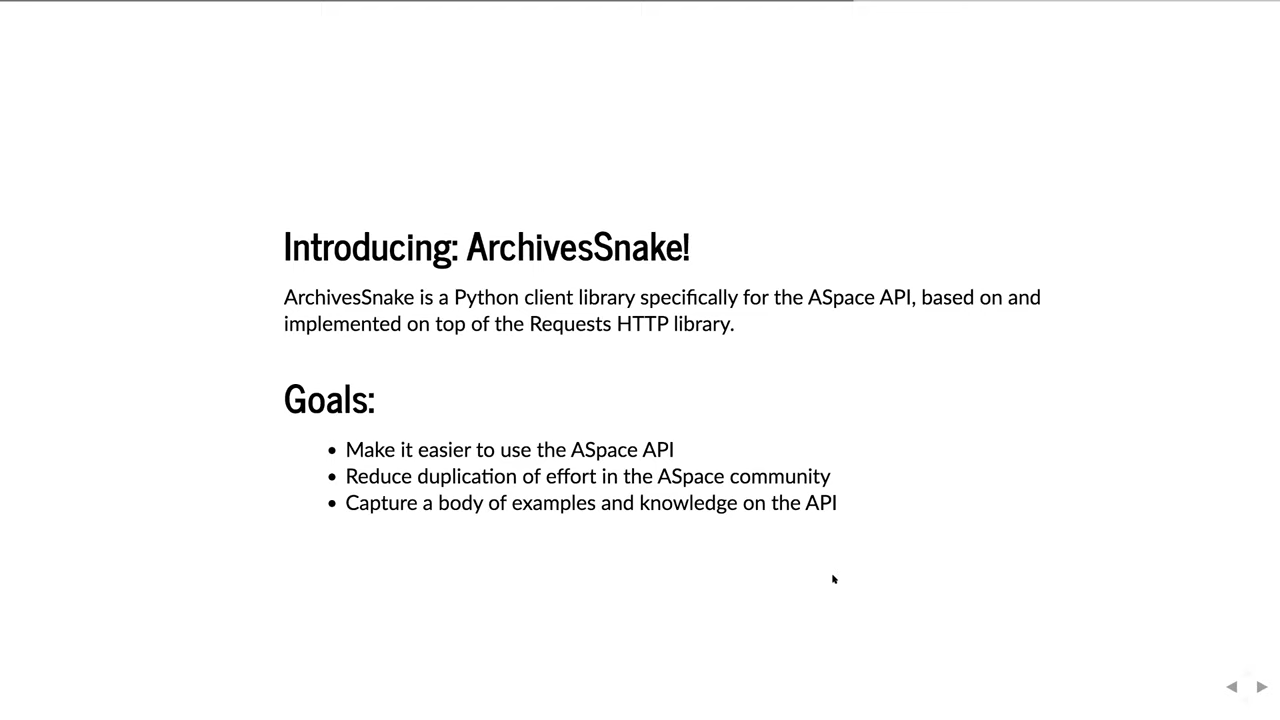 Introducing: ArchivesSnake!
ArchivesSnake is a Python client library specifically for the ASpace API, based on and
implemented on top of the Requests HTTP library.
Goals:
• Make it easier to use the ASpace API
• Reduce duplication of effort in the ASpace community
• Capture a body of examples and knowledge on the API